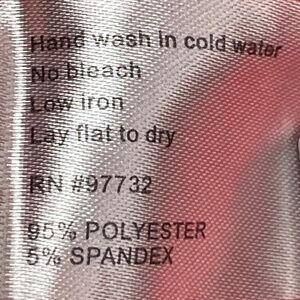 Hand wash in cold water
No bleach
Low iron
Lay flat to dry
RN #97732
95% POLYESTER
5% SPANDEX